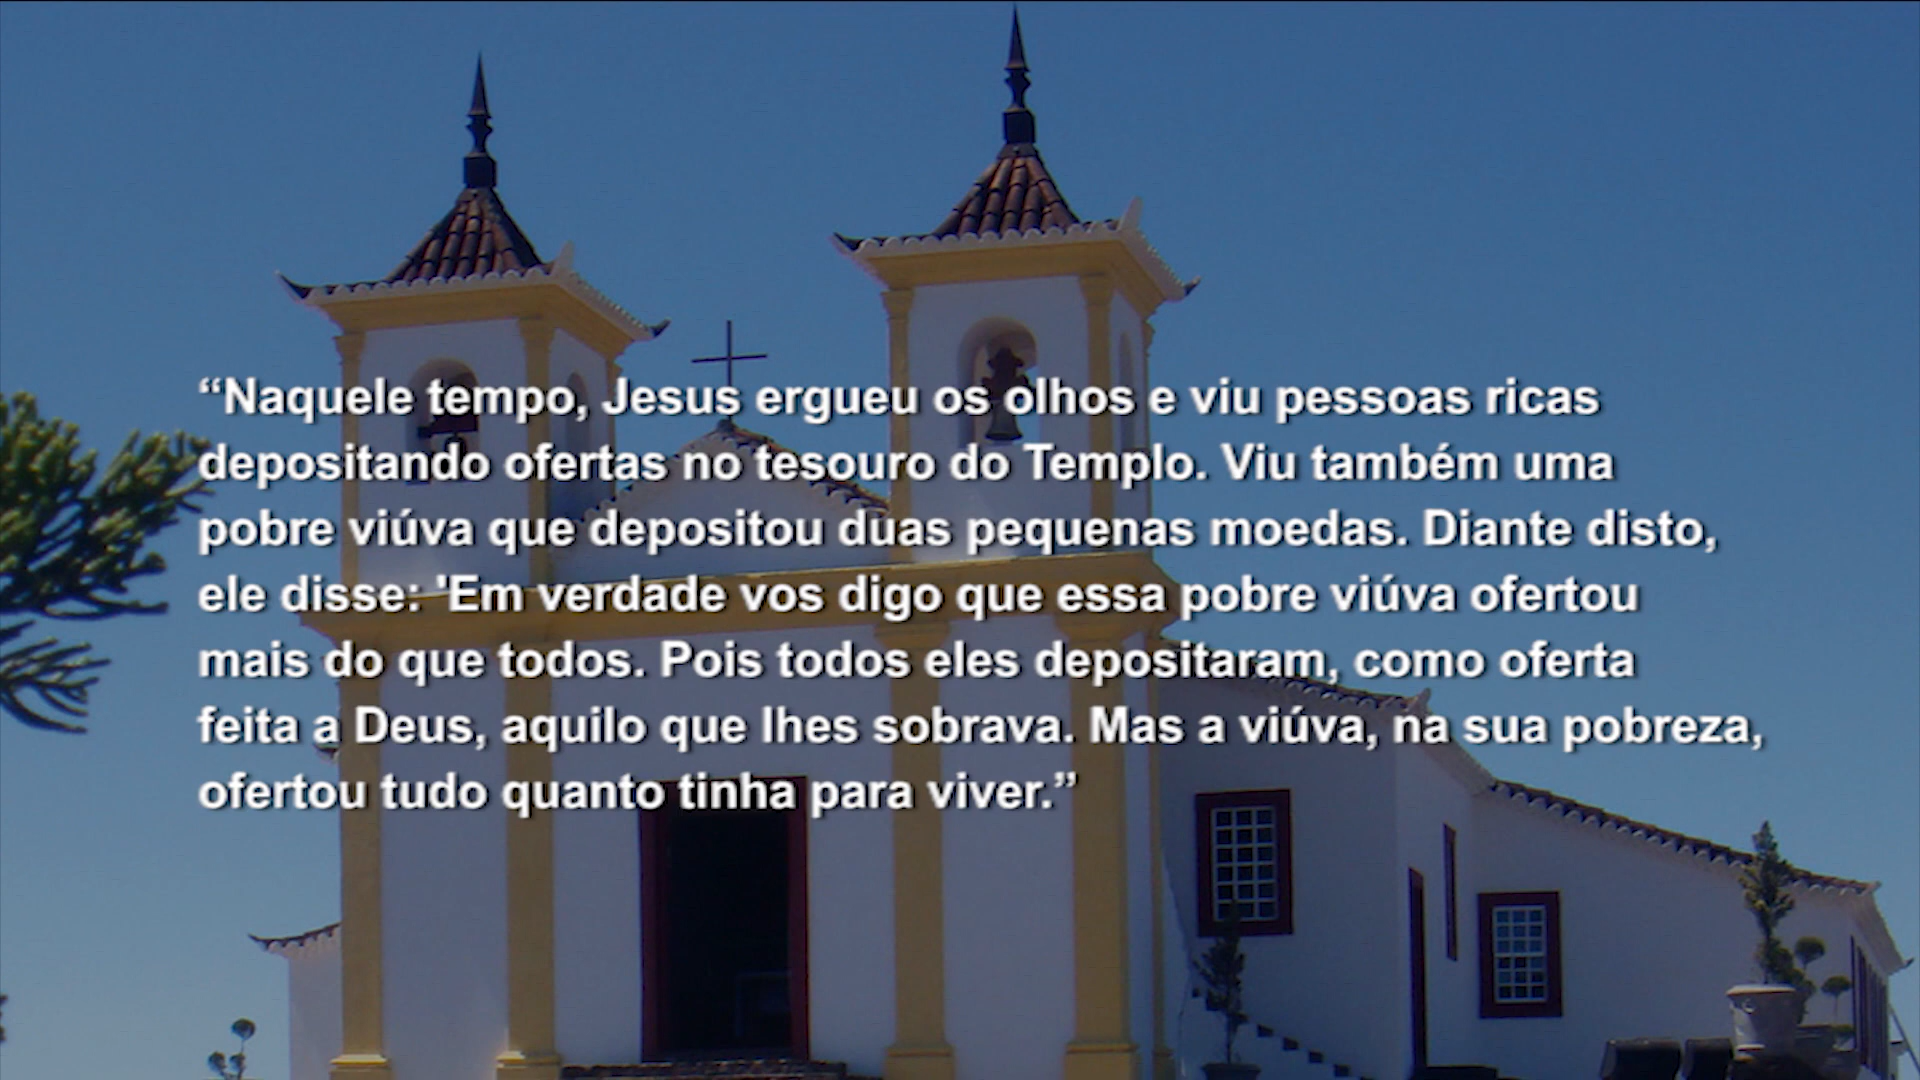 “Naquele tempo, Jesus ergueu os olhos e viu pessoas ricas
depositando ofertas no tesouro do Templo. Viu também uma
pobre viúva que depositou duas pequenas moedas. Diante disto,
ele disse: 'Em verdade vos digo que essa pobre viúva ofertou
mais do que todos. Pois todos eles depositaram, como oferta
feita a Deus, aquilo que lhes sobrava. Mas a viúva, na sua pobreza,
ofertou tudo quanto tinha para viver.”